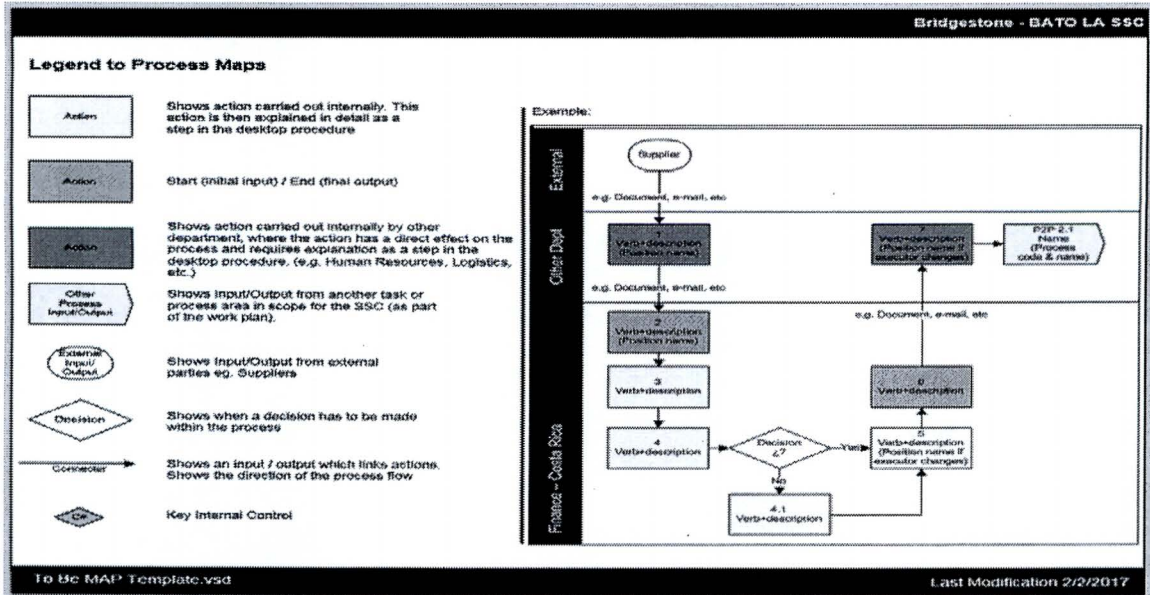 Bridgestone - BATO LA SSC
Legend to Process Maps
Action
Shows action carried out internally. This
action is then explained in detail as a
step in the desktop procedure
Action
Start (initial input) / End (final output)
Action
Shows action carried out internally by other
department, where the action has a direct effect on the
process and requires explanation as a step in the
desktop procedure. (e.g. Human Resources, Logistics,
etc.)
Other
Process
Input/Output
Shows Input/Output from another task or
process area in scope for the SSC (as part
of the work plan).
External
Input/
Output
Shows Input/Output from external
parties eg. Suppliers
Decision
Shows when a decision has to be made
within the process
Connector
Shows an input / output which links actions.
Shows the direction of the process flow
C#
Key Internal Control
Example:
External
Supplier
e.g. Document, e-mail, etc
Other Dept
1
Verb+description
(Position name)
7
Verb+description
(Position name if
executor changes)
P2P 2.1
Name
(Process
code & name)
e.g. Document, e-mail, etc
e.g. Document, e-mail, etc
Finance – Costa Rica
2
Verb+description
(Position name)
3
Verb+description
6
Verb+description
4
Verb+description
Decision
¿?
Yes
5
Verb+description
(Position name if
executor changes)
No
4.1
Verb+description
To Be MAP Template.vsd
Last Modification 2/2/2017